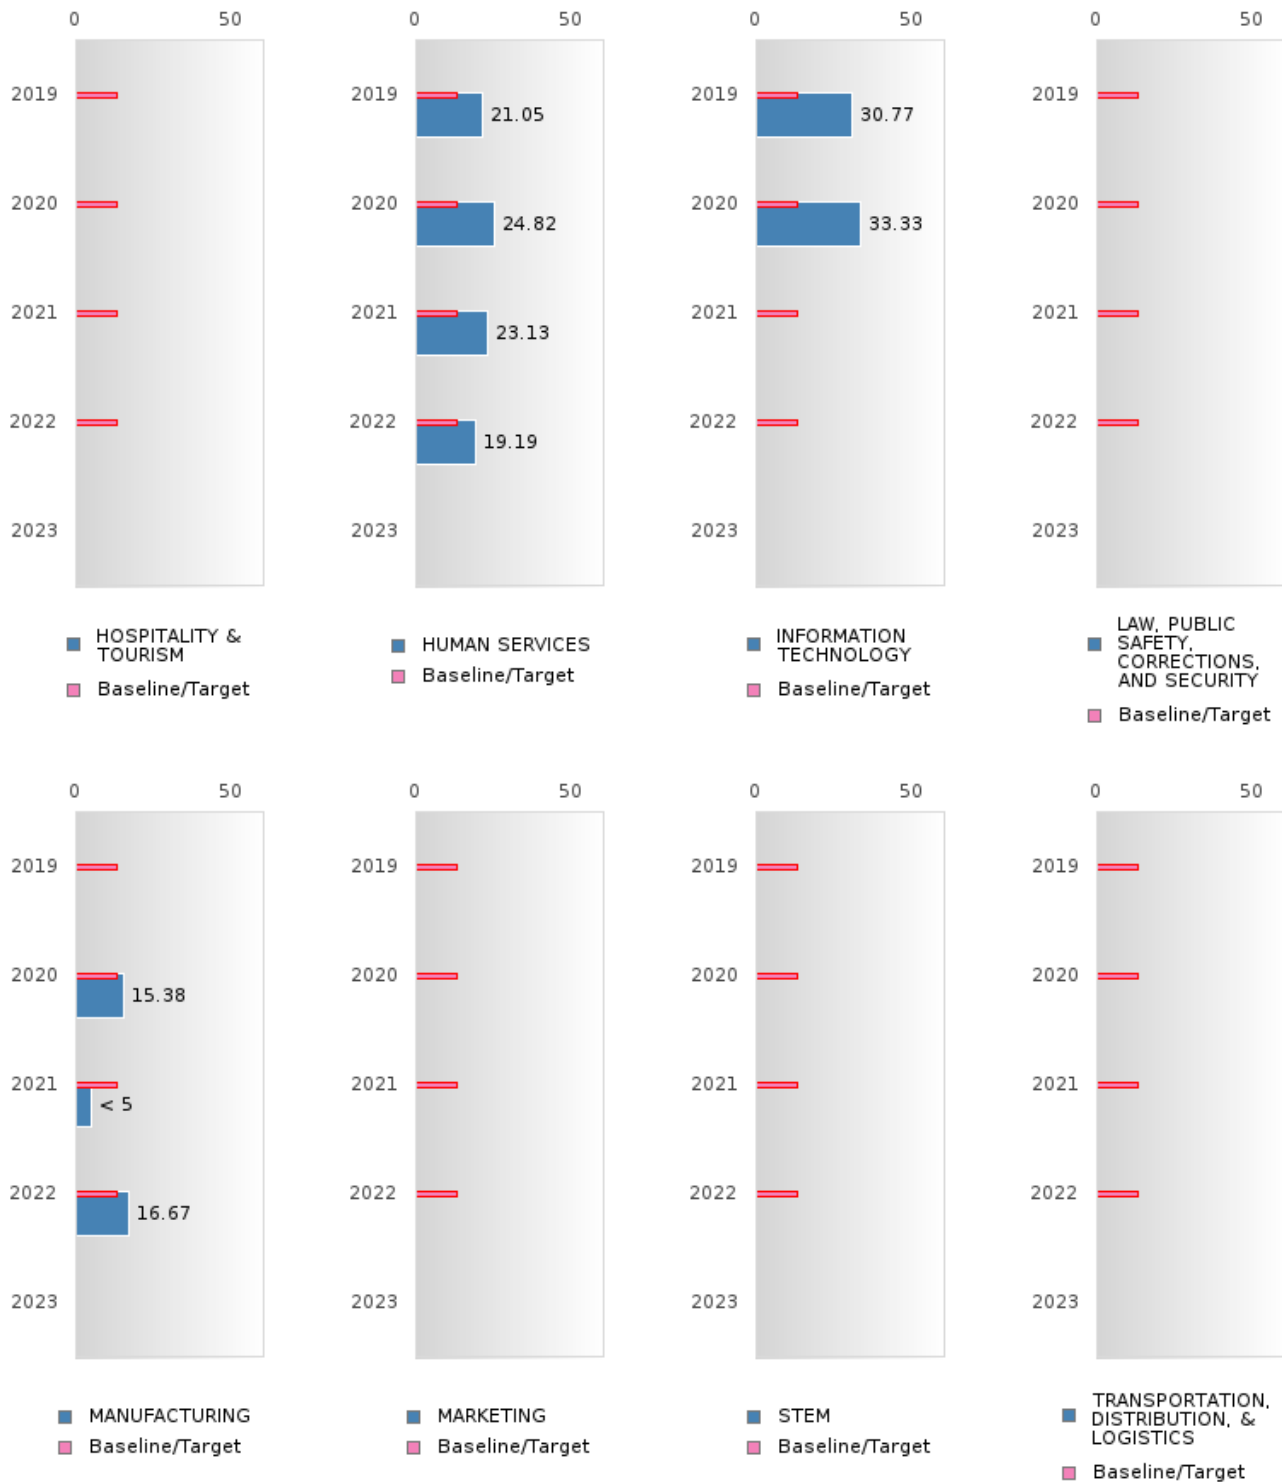 0 50
2019
2020
2021
2022
2023
HOSPITALITY &
TOURISM
Baseline/Target
0 50
2019 21.05
2020 24.82
2021 23.13
2022 19.19
2023
HUMAN SERVICES
Baseline/Target
0 50
2019 30.77
2020 33.33
2021
2022
2023
INFORMATION
TECHNOLOGY
Baseline/Target
0 50
2019
2020
2021
2022
2023
LAW, PUBLIC
SAFETY,
CORRECTIONS,
AND SECURITY
Baseline/Target
0 50
2019
2020 15.38
2021 < 5
2022 16.67
2023
MANUFACTURING
Baseline/Target
0 50
2019
2020
2021
2022
2023
MARKETING
Baseline/Target
0 50
2019
2020
2021
2022
2023
STEM
Baseline/Target
0 50
2019
2020
2021
2022
2023
TRANSPORTATION,
DISTRIBUTION, &
LOGISTICS
Baseline/Target